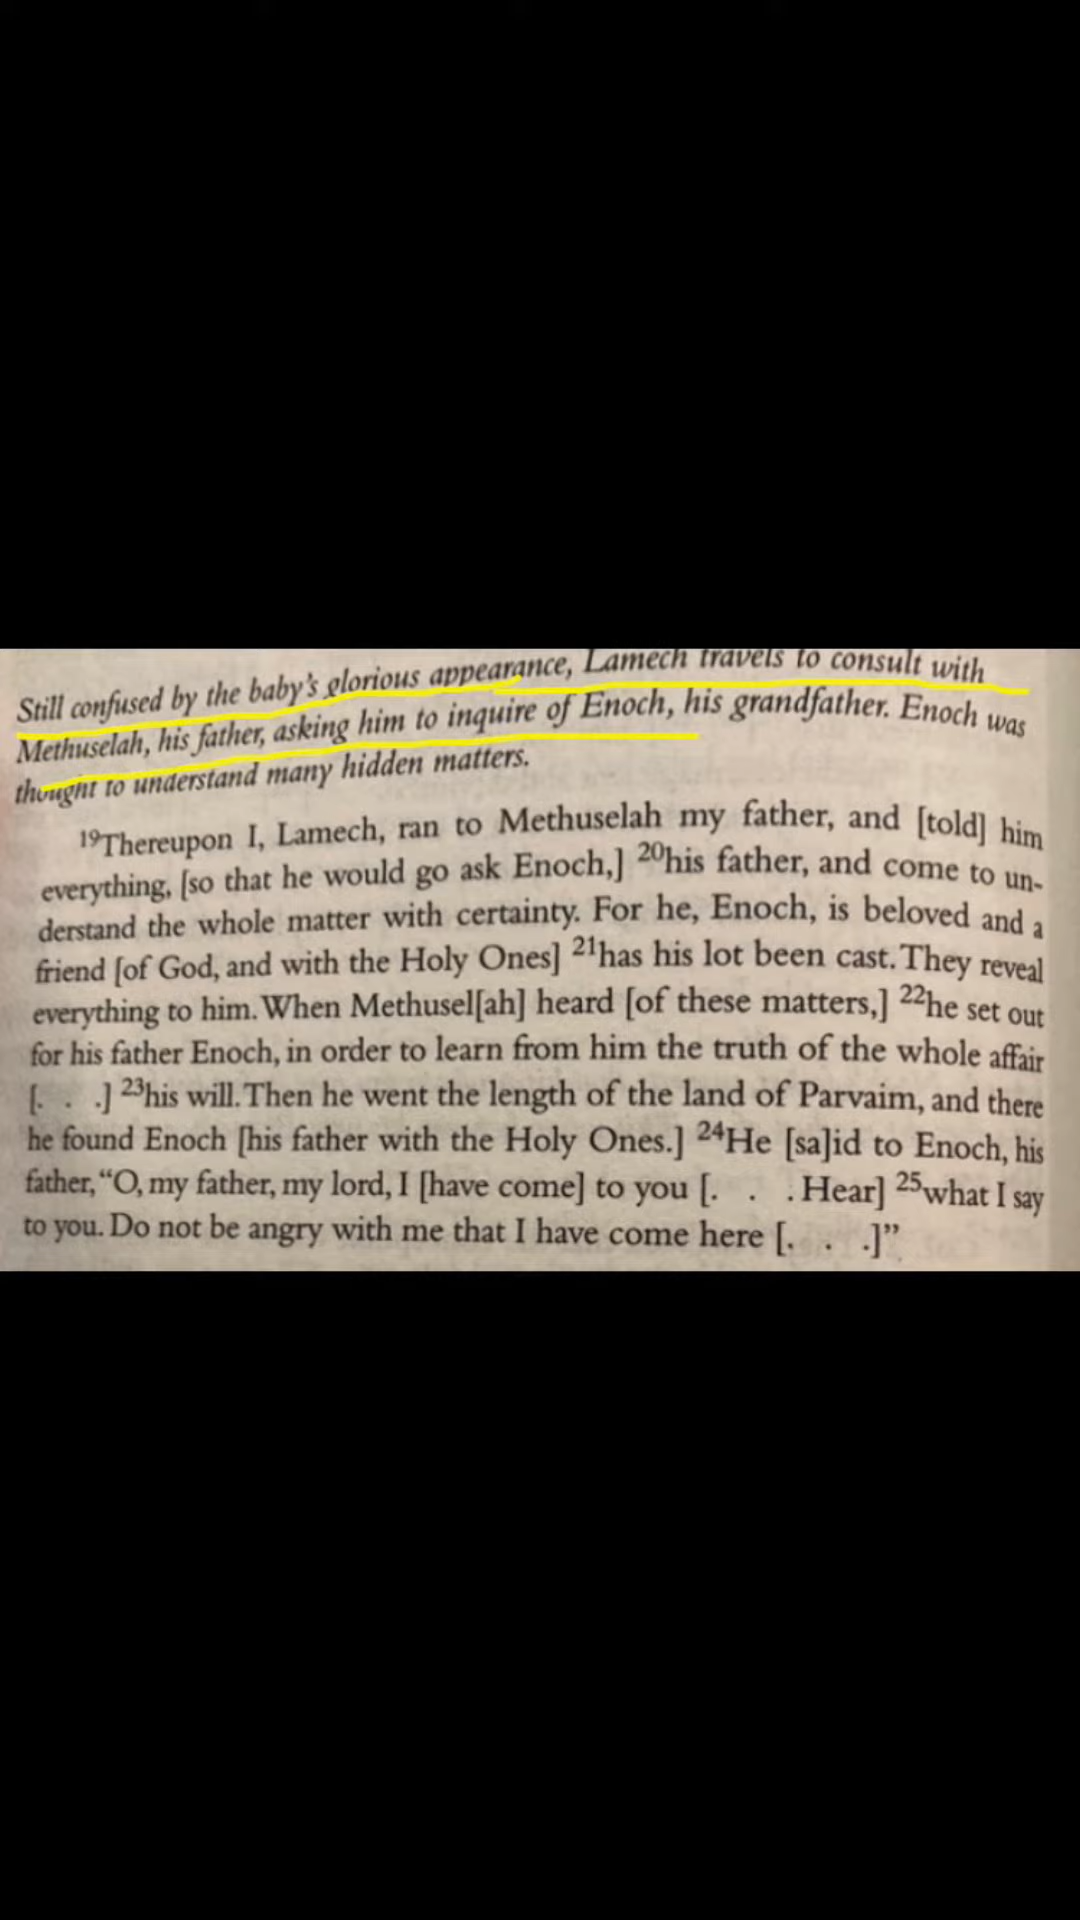 Still confused by the baby's glorious appearance, Lamech travels to consult with
Methuselah, his father, asking him to inquire of Enoch, his grandfather. Enoch was
thought to understand many hidden matters.
19Thereupon I, Lamech, ran to Methuselah my father, and [told] him
everything, [so that he would go ask Enoch,] 20his father, and come to un-
derstand the whole matter with certainty. For he, Enoch, is beloved and a
friend [of God, and with the Holy Ones] 21has his lot been cast. They reveal
everything to him. When Methusel[ah] heard [of these matters,] 22he set out
for his father Enoch, in order to learn from him the truth of the whole affair
[. . .] 23his will. Then he went the length of the land of Parvaim, and there
he found Enoch [his father with the Holy Ones.] 24He [sa]id to Enoch, his
father, “O, my father, my lord, I [have come] to you [. . . Hear] 25what I say
to you. Do not be angry with me that I have come here [. . .]”